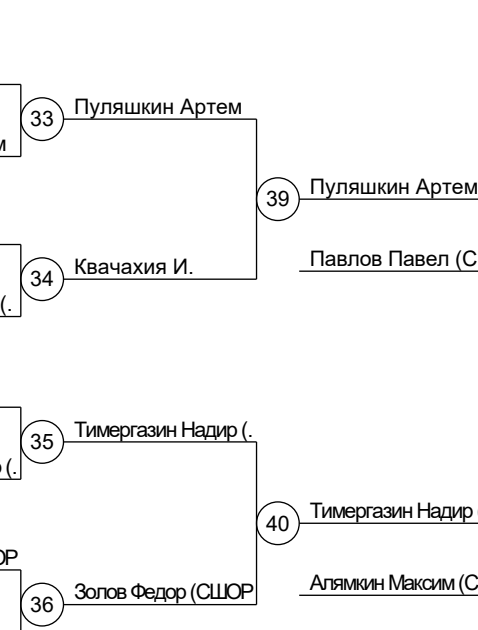 33 Пуляшкин Артем
39 Пуляшкин Артем
Павлов Павел (С
34 Квачахия И.
(.
35 Тимергазин Надир (.
(.
40 Тимергазин Надир
ОР
36 Золов Федор (СШОР
Алямкин Максим (С